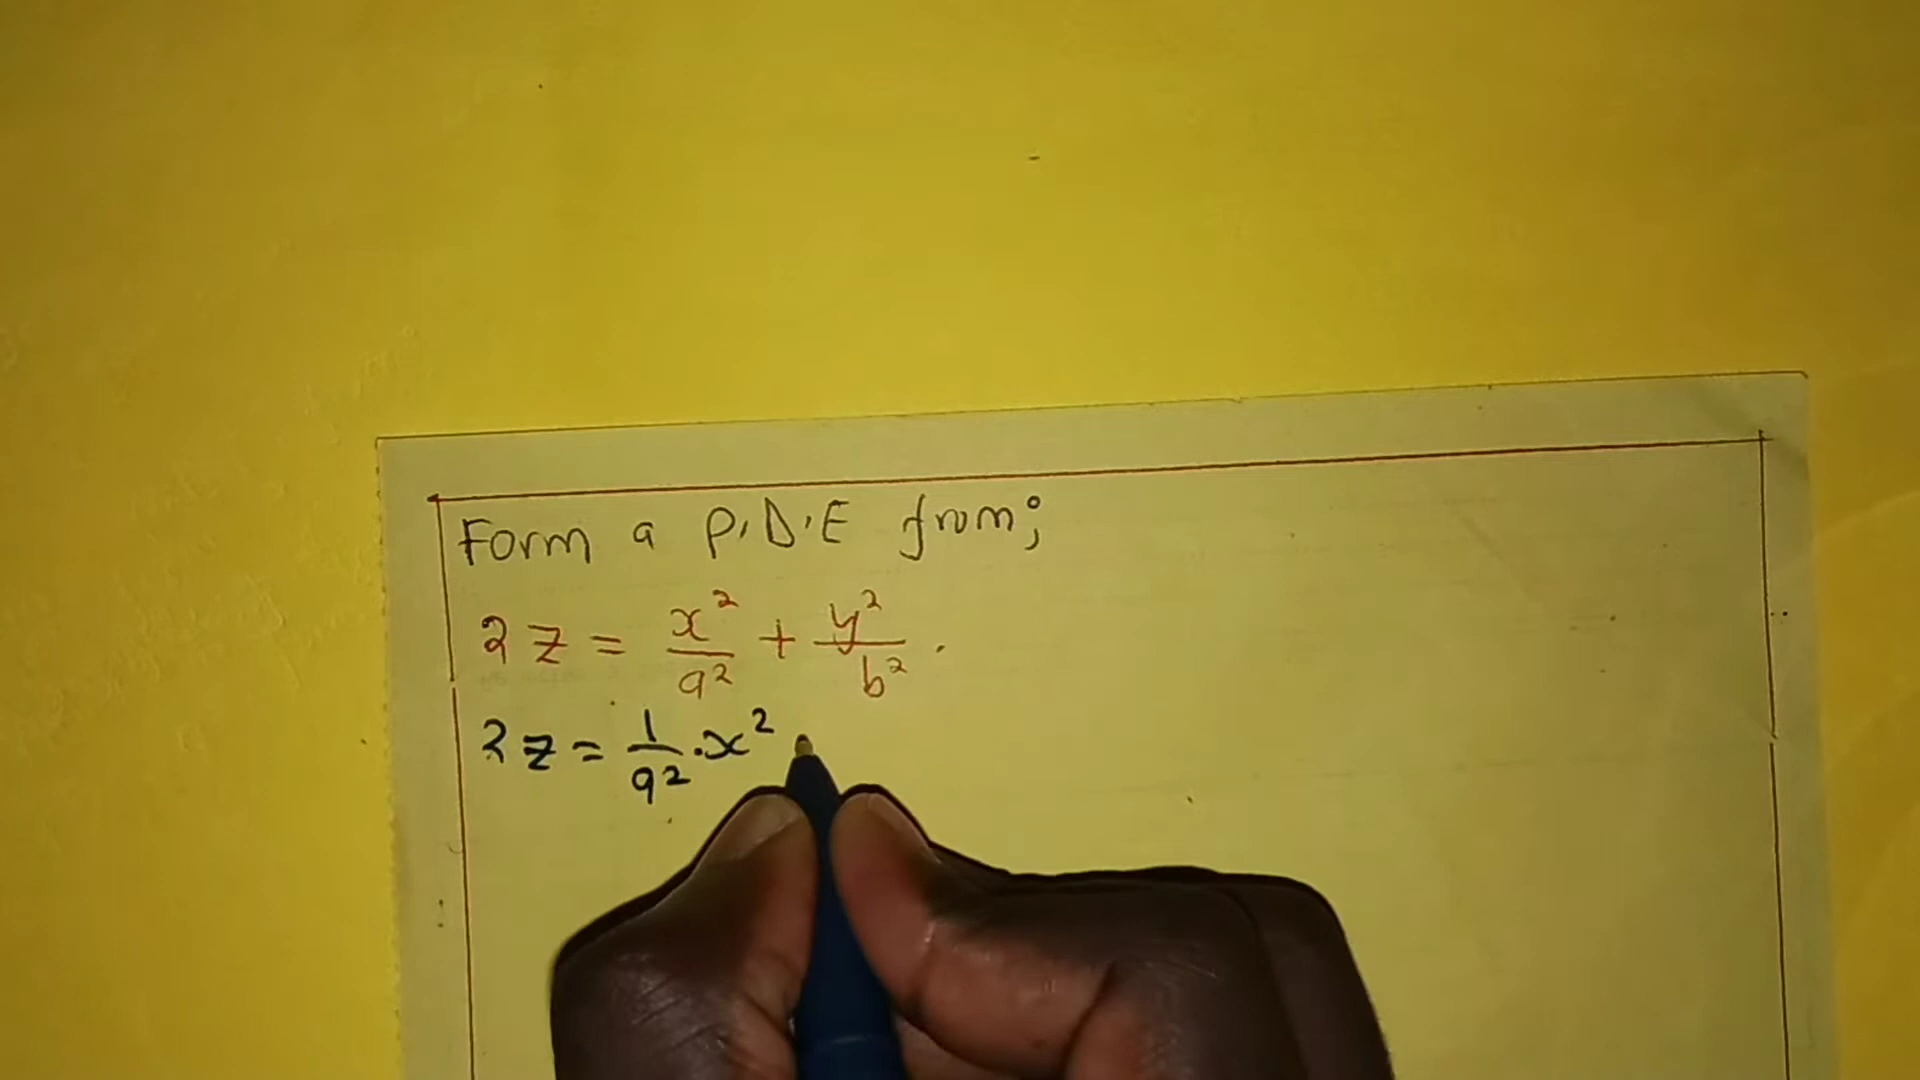 Form a P.D.E from;
2z = x²/a² + y²/b².
2z = 1/a² · x²